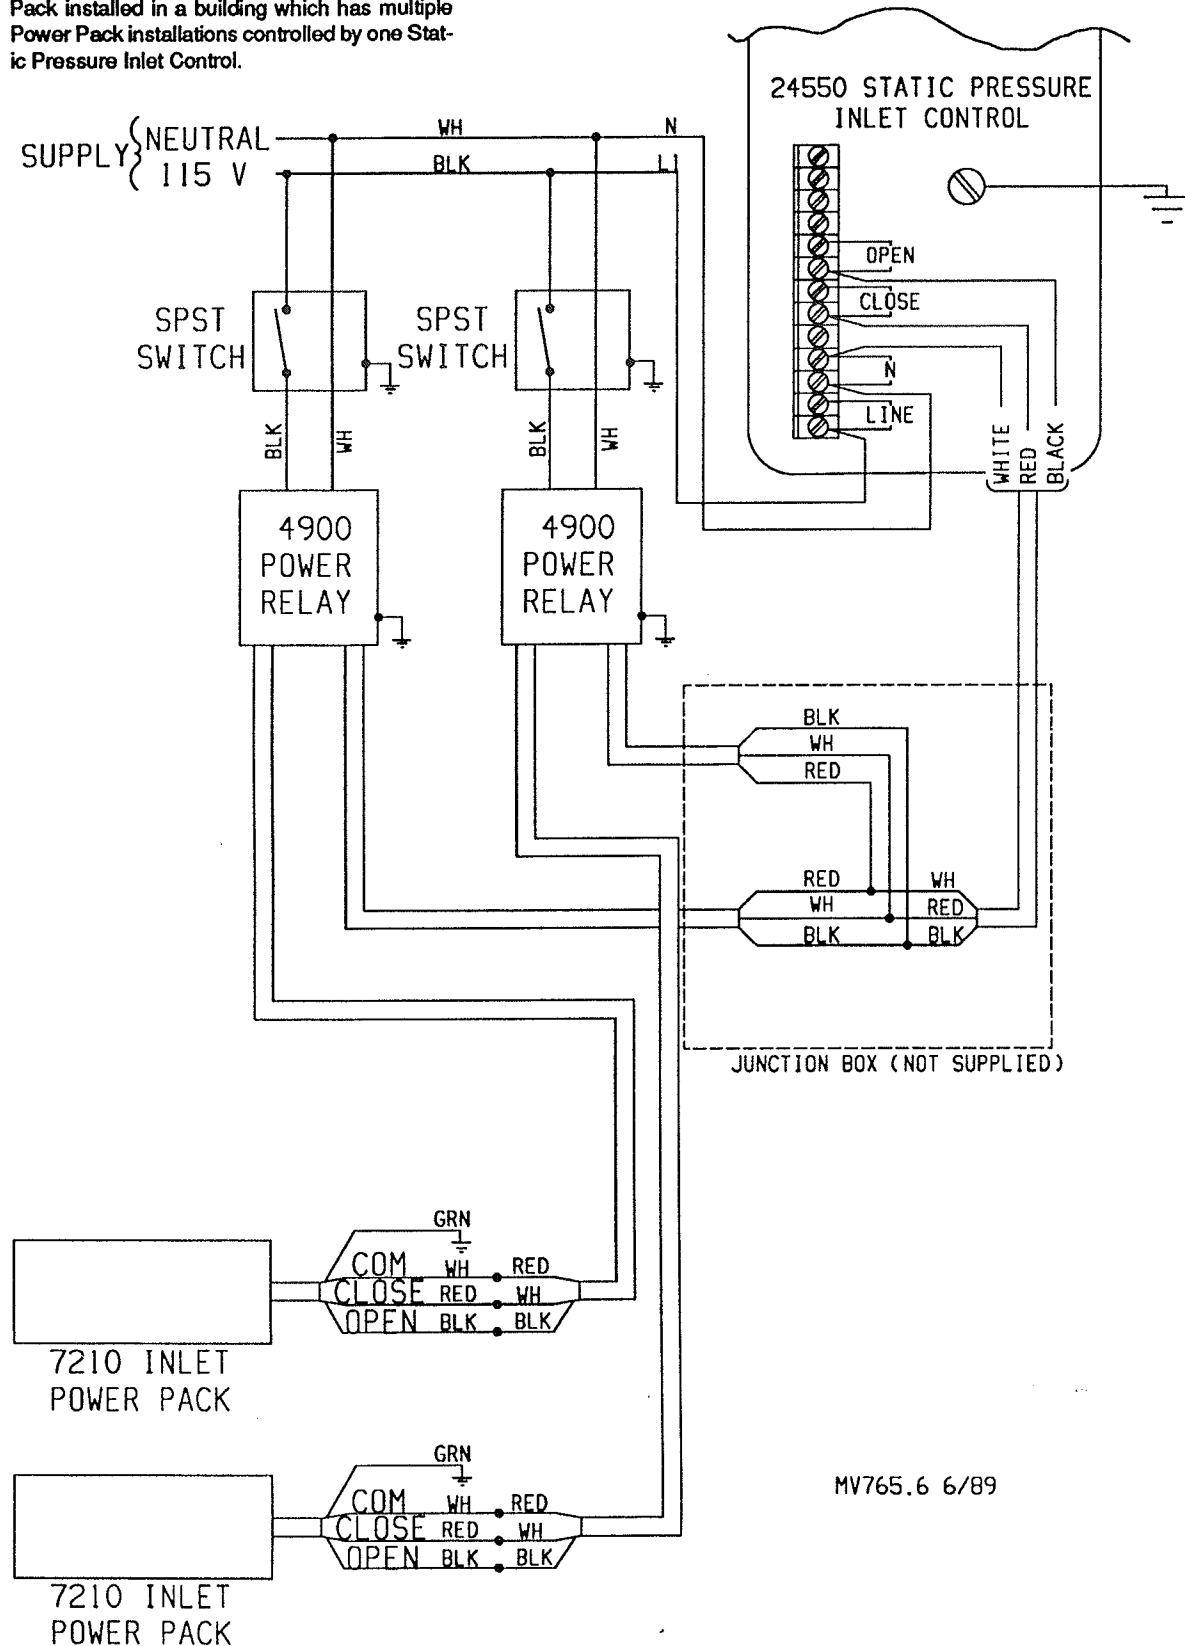 Pack installed in a building which has multiple
Power Pack installations controlled by one Stat-
ic Pressure Inlet Control.
24550 STATIC PRESSURE
INLET CONTROL
SUPPLY
NEUTRAL
115 V
WH
N
BLK
L1
OPEN
CLOSE
N
LINE
SPST
SWITCH
SPST
SWITCH
BLK
WH
BLK
WH
WHITE
RED
BLACK
4900
POWER
RELAY
4900
POWER
RELAY
BLK
WH
RED
RED
WH
WH
RED
BLK
BLK
JUNCTION BOX (NOT SUPPLIED)
GRN
COM WH RED
CLOSE RED WH
OPEN BLK BLK
7210 INLET
POWER PACK
GRN
COM WH RED
CLOSE RED WH
OPEN BLK BLK
MV765.6 6/89
7210 INLET
POWER PACK